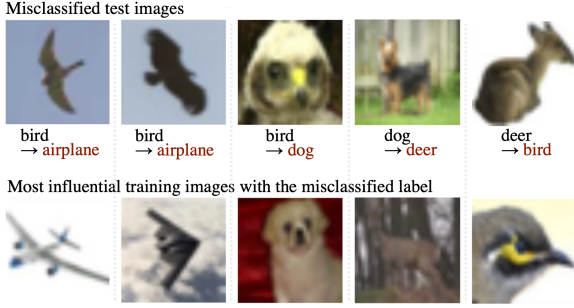 Misclassified test images
bird bird bird dog deer
→ airplane → airplane → dog → deer → bird
Most influential training images with the misclassified label